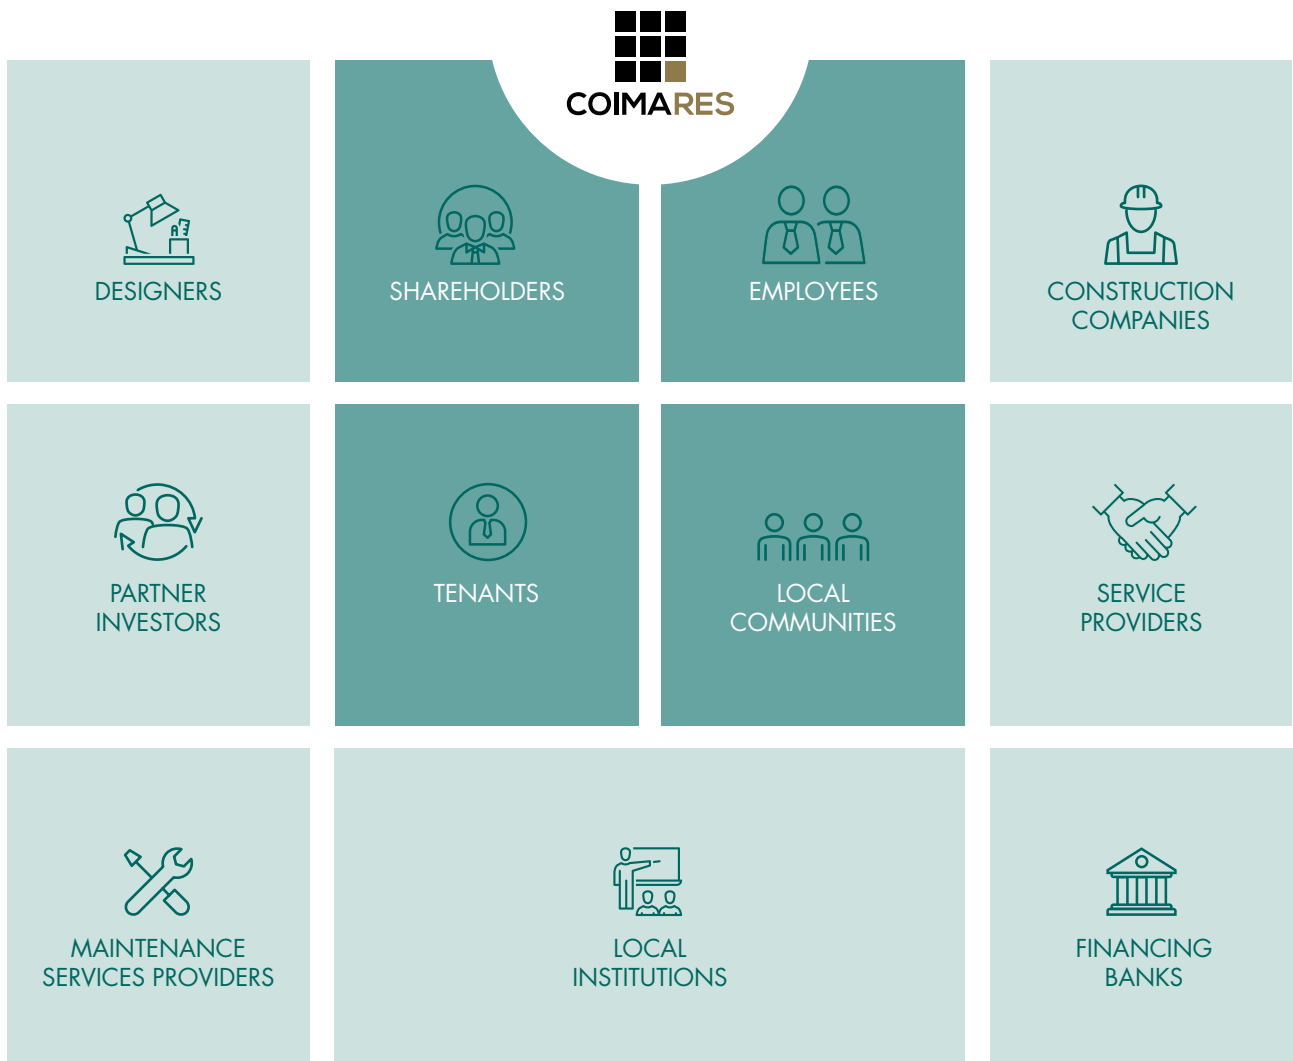 COIMARES
DESIGNERS
SHAREHOLDERS
EMPLOYEES
CONSTRUCTION
COMPANIES
PARTNER
INVESTORS
TENANTS
LOCAL
COMMUNITIES
SERVICE
PROVIDERS
MAINTENANCE
SERVICES PROVIDERS
LOCAL
INSTITUTIONS
FINANCING
BANKS